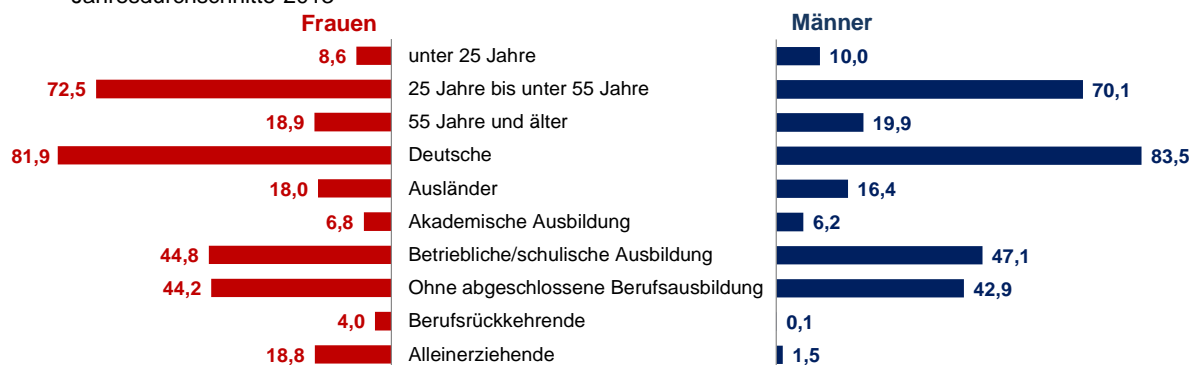 Frauen Männer
8,6 unter 25 Jahre 10,0
72,5 25 Jahre bis unter 55 Jahre 70,1
18,9 55 Jahre und älter 19,9
81,9 Deutsche 83,5
18,0 Ausländer 16,4
6,8 Akademische Ausbildung 6,2
44,8 Betriebliche/schulische Ausbildung 47,1
44,2 Ohne abgeschlossene Berufsausbildung 42,9
4,0 Berufsrückkehrende 0,1
18,8 Alleinerziehende 1,5